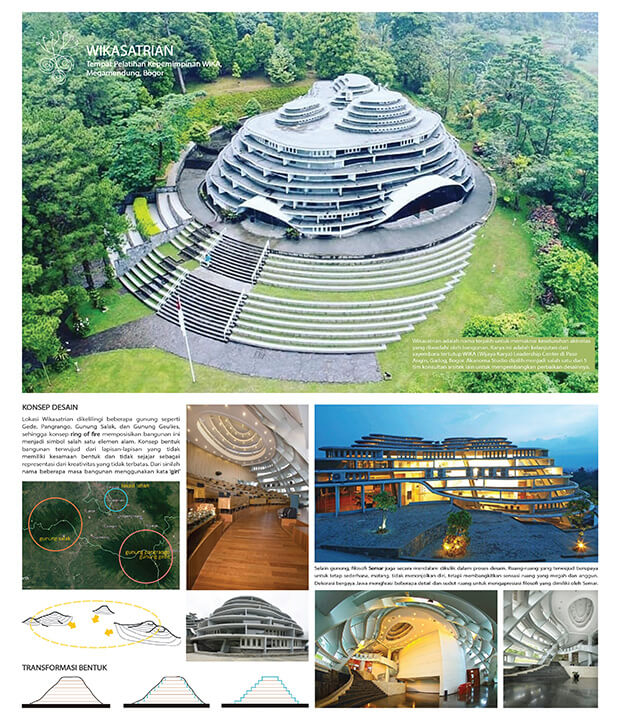 WIKASATRIAN
Tempat Pelatihan Kepemimpinan WIKA,
Megamendung, Bogor
Wikasatrian adalah nama terpilih untuk memaknai keseluruhan aktivitas
yang diwadahi oleh bangunan. Karya ini adalah kelanjutan dari
sayembara tertutup WIKA (Wijaya Karya) Leadership Center di Pasir
Angin, Gadog, Bogor. Akanoma Studio dipilih menjadi salah satu dari 5
tim konsultan arsitek lain untuk mengembangkan perbaikan desainnya.
KONSEP DESAIN
Lokasi Wikasatrian dikelilingi beberapa gunung seperti
Gede, Pangrango, Gunung Salak, dan Gunung Geulies,
sehingga konsep ring of fire memposisikan bangunan ini
menjadi simbol salah satu elemen alam. Konsep bentuk
bangunan terwujud dari lapisan-lapisan yang tidak
memiliki kesamaan bentuk dan tidak sejajar sebagai
representasi dari kreativitas yang tidak terbatas. Dari sinilah
nama beberapa masa bangunan menggunakan kata 'giri'
gunung salak
gunung pangrango
gunung gede
Selain gunung, filosofi Semar juga secara mendalam dikulik dalam proses desain. Ruang-ruang yang terwujud berupaya
untuk tetap sederhana, matang, tidak menonjolkan diri, tetapi membangkitkan sensasi ruang yang megah dan anggun.
Dekorasi bergaya Jawa menghiasi beberapa detail dan sudut ruang untuk mengapresiasi filosofi yang dimiliki oleh Semar.
TRANSFORMASI BENTUK